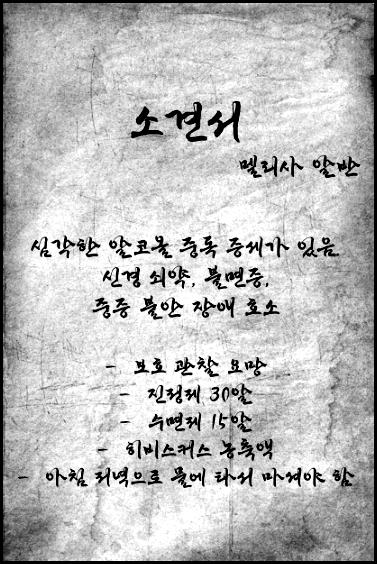 소견서
멜리사 알반
심각한 알코올 중독 증세가 있음
신경 쇠약, 불면증,
중증 불안 장애 호소
- 보호 관찰 요망
- 진정제 30알
- 수면제 15알
- 히비스커스 농축액
- 아침 저녁으로 물에 타서 마셔야 함